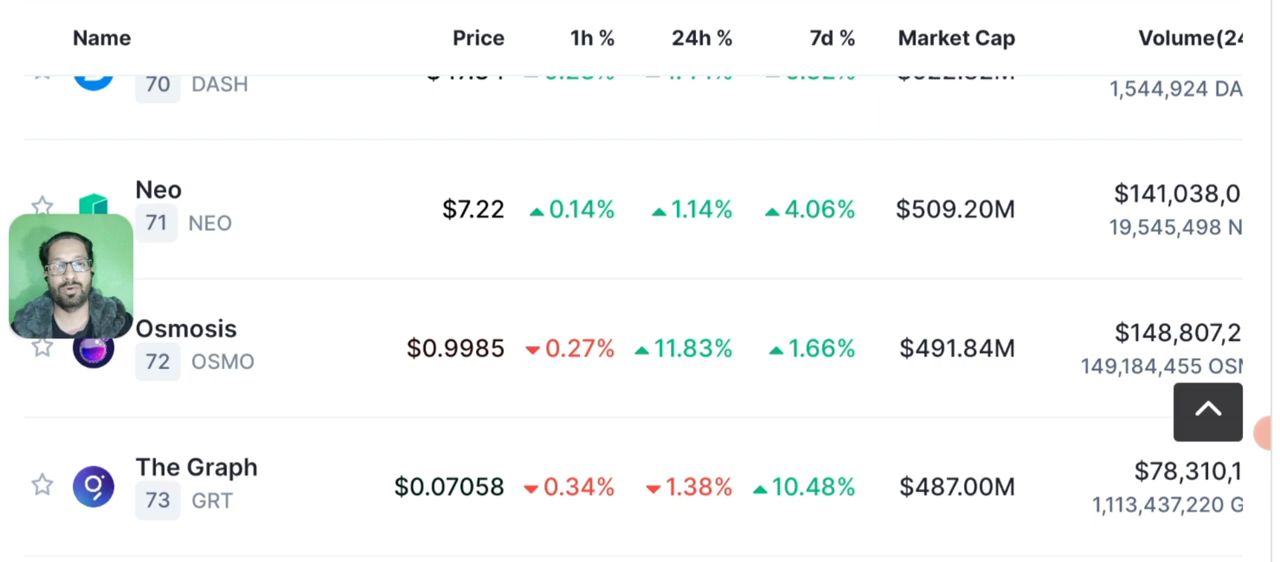 Name Price 1h % 24h % 7d % Market Cap Volume(24
70 DASH 1,544,924 DA
Neo
71 NEO $7.22 0.14% 1.14% 4.06% $509.20M $141,038,0
19,545,498 N
Osmosis
72 OSMO $0.9985 0.27% 11.83% 1.66% $491.84M $148,807,2
149,184,455 OSM
The Graph
73 GRT $0.07058 0.34% 1.38% 10.48% $487.00M $78,310,1
1,113,437,220 G